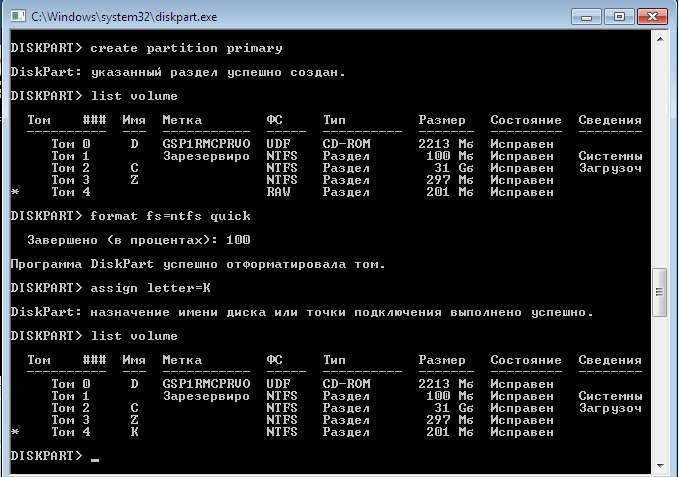 C:\Windows\system32\diskpart.exe
DISKPART> create partition primary
DiskPart: указанный раздел успешно создан.
DISKPART> list volume
Том ### Имя Метка ФС Тип Размер Состояние Сведения
---------- --- ----------- ----- ---------- ------- --------- --------
Том 0 D GSP1RMCPRVO UDF CD-ROM 2213 Мб Исправен
Том 1 Зарезервиро NTFS Раздел 100 Мб Исправен Системны
Том 2 C NTFS Раздел 31 Gб Исправен Загрузоч
Том 3 Z NTFS Раздел 297 Мб Исправен
* Том 4 RAW Раздел 201 Мб Исправен
DISKPART> format fs=ntfs quick
Завершено (в процентах): 100
Программа DiskPart успешно отформатировала том.
DISKPART> assign letter=K
DiskPart: назначение имени диска или точки подключения выполнено успешно.
DISKPART> list volume
Том ### Имя Метка ФС Тип Размер Состояние Сведения
---------- --- ----------- ----- ---------- ------- --------- --------
Том 0 D GSP1RMCPRVO UDF CD-ROM 2213 Мб Исправен
Том 1 Зарезервиро NTFS Раздел 100 Мб Исправен Системны
Том 2 C NTFS Раздел 31 Gб Исправен Загрузоч
Том 3 Z NTFS Раздел 297 Мб Исправен
* Том 4 K NTFS Раздел 201 Мб Исправен
DISKPART> _